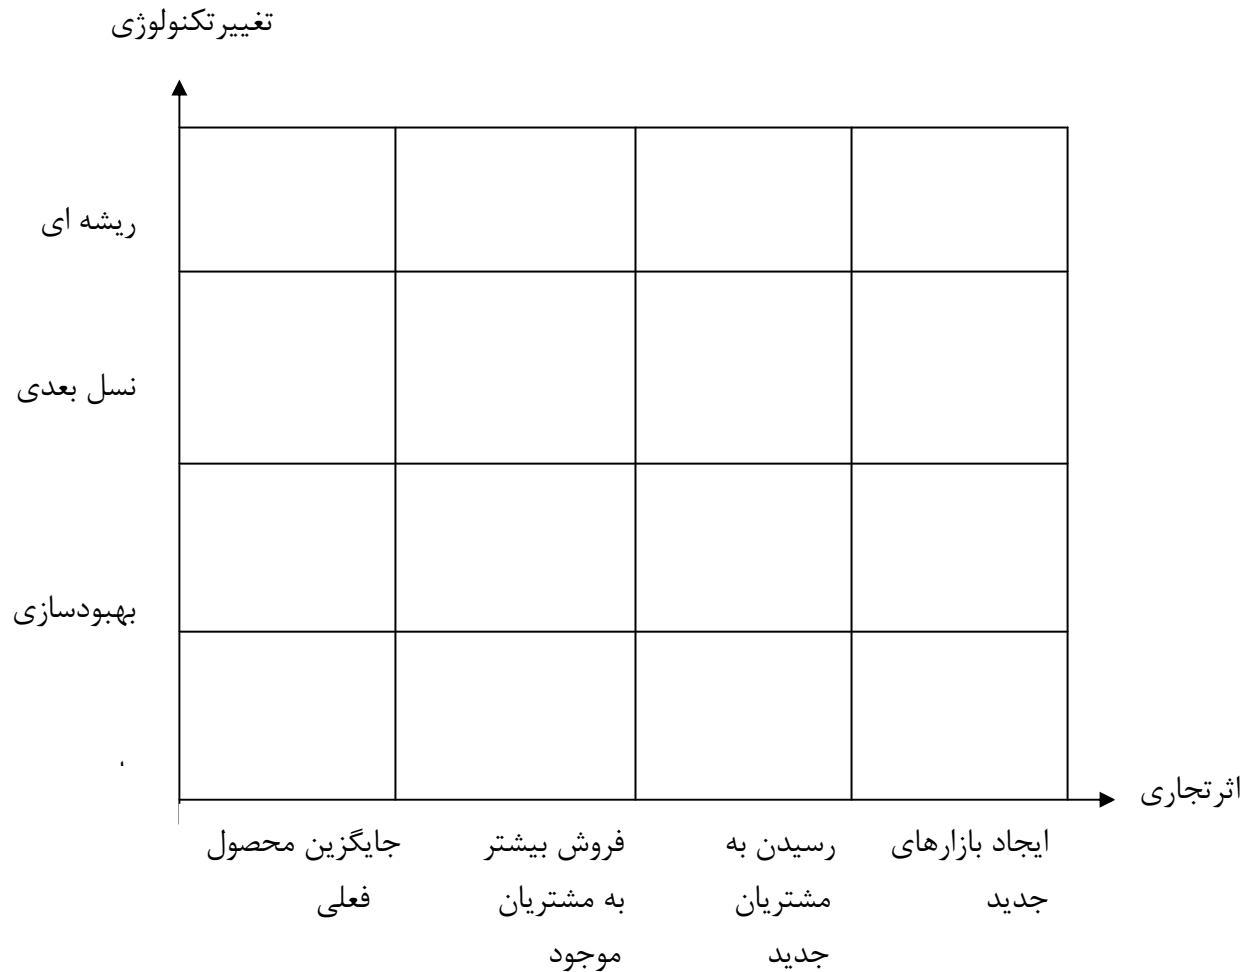 تغییرتکنولوژی
ریشه ای
نسل بعدی
بهبودسازی
اثرتجاری
جایگزین محصول
فعلی
فروش بیشتر
به مشتریان
موجود
رسیدن به
مشتریان
جدید
ایجاد بازارهای
جدید